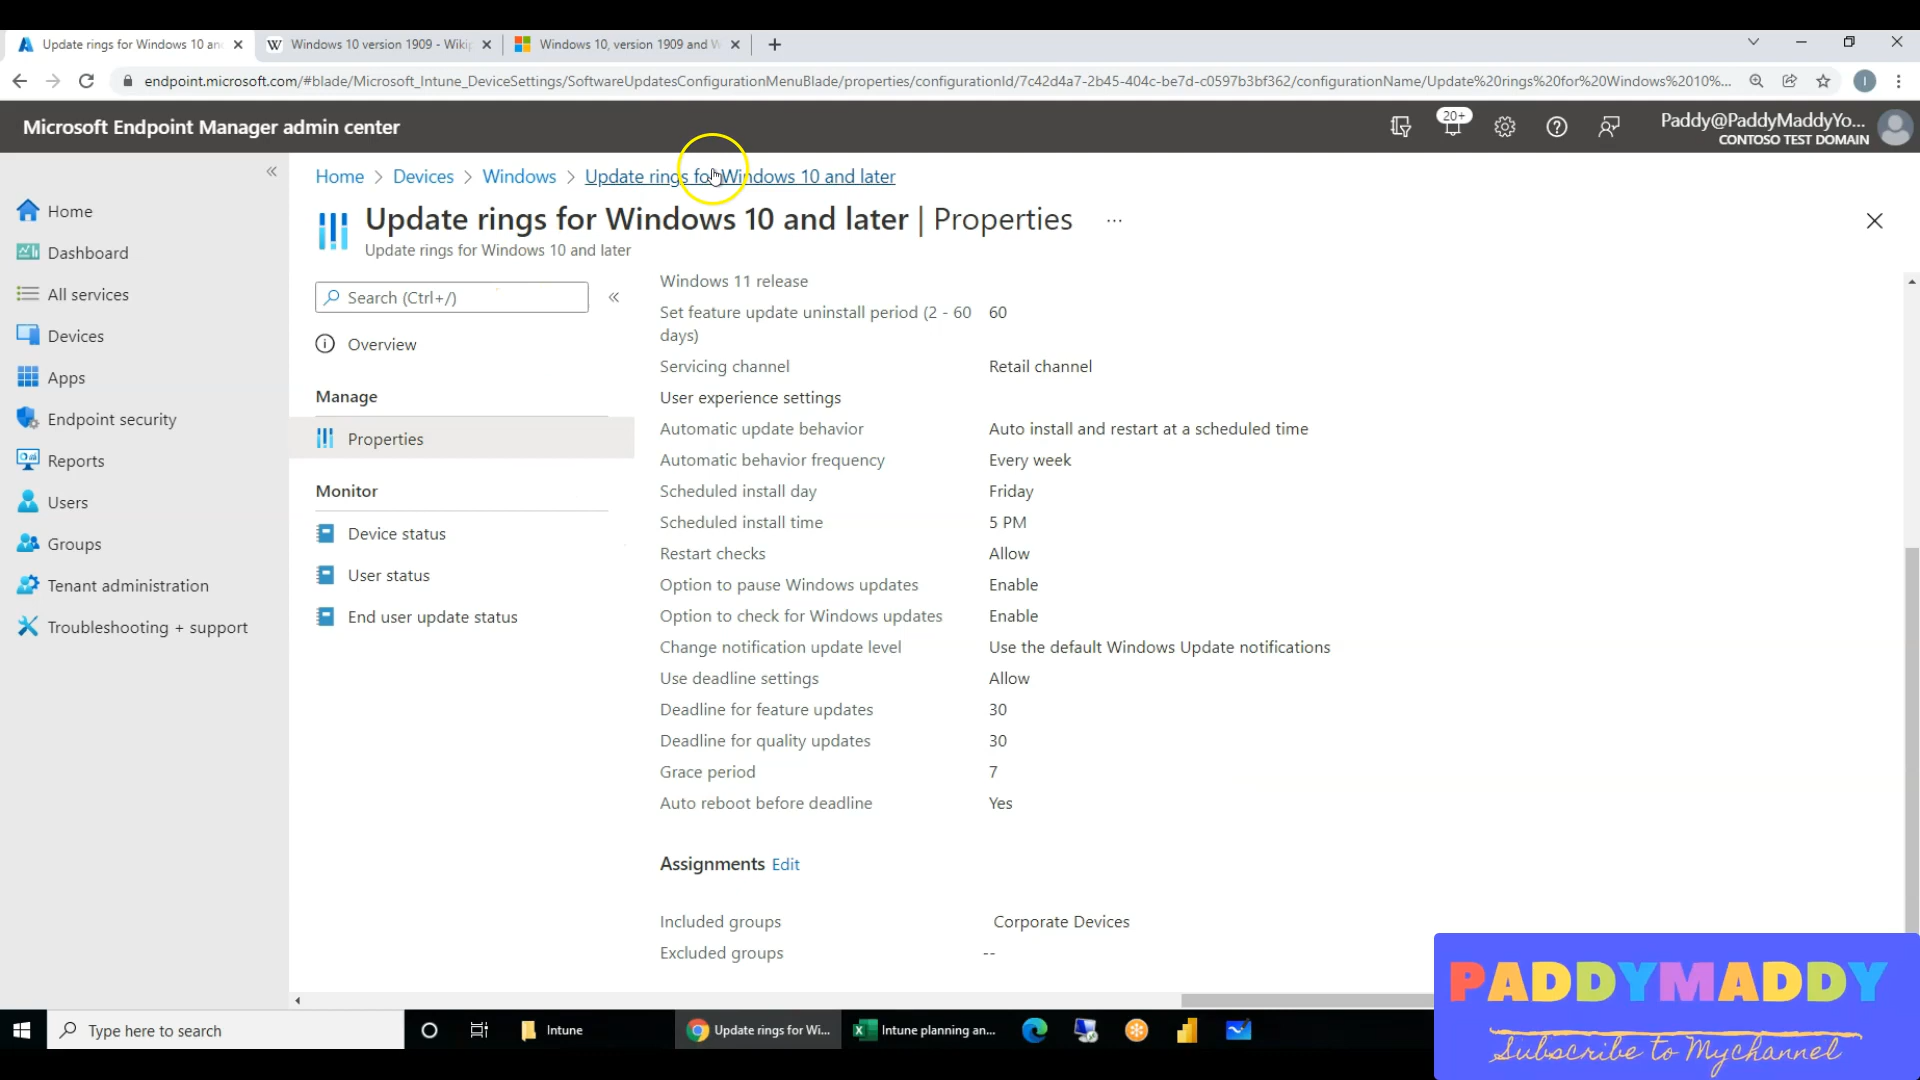 Update rings for Windows 10 an
Windows 10 version 1909 - Wikip
Windows 10, version 1909 and W
endpoint.microsoft.com/#blade/Microsoft_Intune_DeviceSettings/SoftwareUpdatesConfigurationMenuBlade/properties/configurationId/7c42d4a7-2b45-404c-be7d-c0597b3bf362/configurationName/Update%20rings%20for%20Windows%2010%...
Microsoft Endpoint Manager admin center
20+
Paddy@PaddyMaddyYo...
CONTOSO TEST DOMAIN
Home > Devices > Windows > Update rings for Windows 10 and later
Update rings for Windows 10 and later | Properties ...
Update rings for Windows 10 and later
Home
Dashboard
All services
Devices
Apps
Endpoint security
Reports
Users
Groups
Tenant administration
Troubleshooting + support
Search (Ctrl+/)
Overview
Manage
Properties
Monitor
Device status
User status
End user update status
Windows 11 release
Set feature update uninstall period (2 - 60 days) 60
Servicing channel Retail channel
User experience settings
Automatic update behavior Auto install and restart at a scheduled time
Automatic behavior frequency Every week
Scheduled install day Friday
Scheduled install time 5 PM
Restart checks Allow
Option to pause Windows updates Enable
Option to check for Windows updates Enable
Change notification update level Use the default Windows Update notifications
Use deadline settings Allow
Deadline for feature updates 30
Deadline for quality updates 30
Grace period 7
Auto reboot before deadline Yes
Assignments Edit
Included groups Corporate Devices
Excluded groups --
PADDYMADDY
Subscribe to Mychannel
Type here to search
Intune
Update rings for Wi...
Intune planning an...